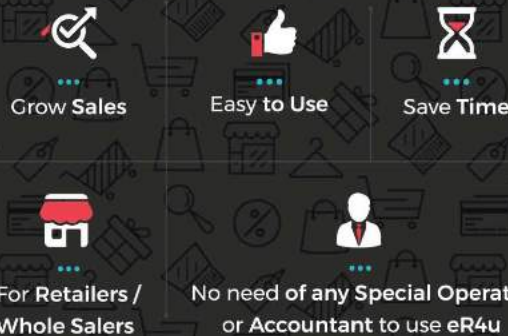 Grow Sales
Easy to Use
Save Time
For Retailers /
Whole Salers
No need of any Special Operat
or Accountant to use eR4u